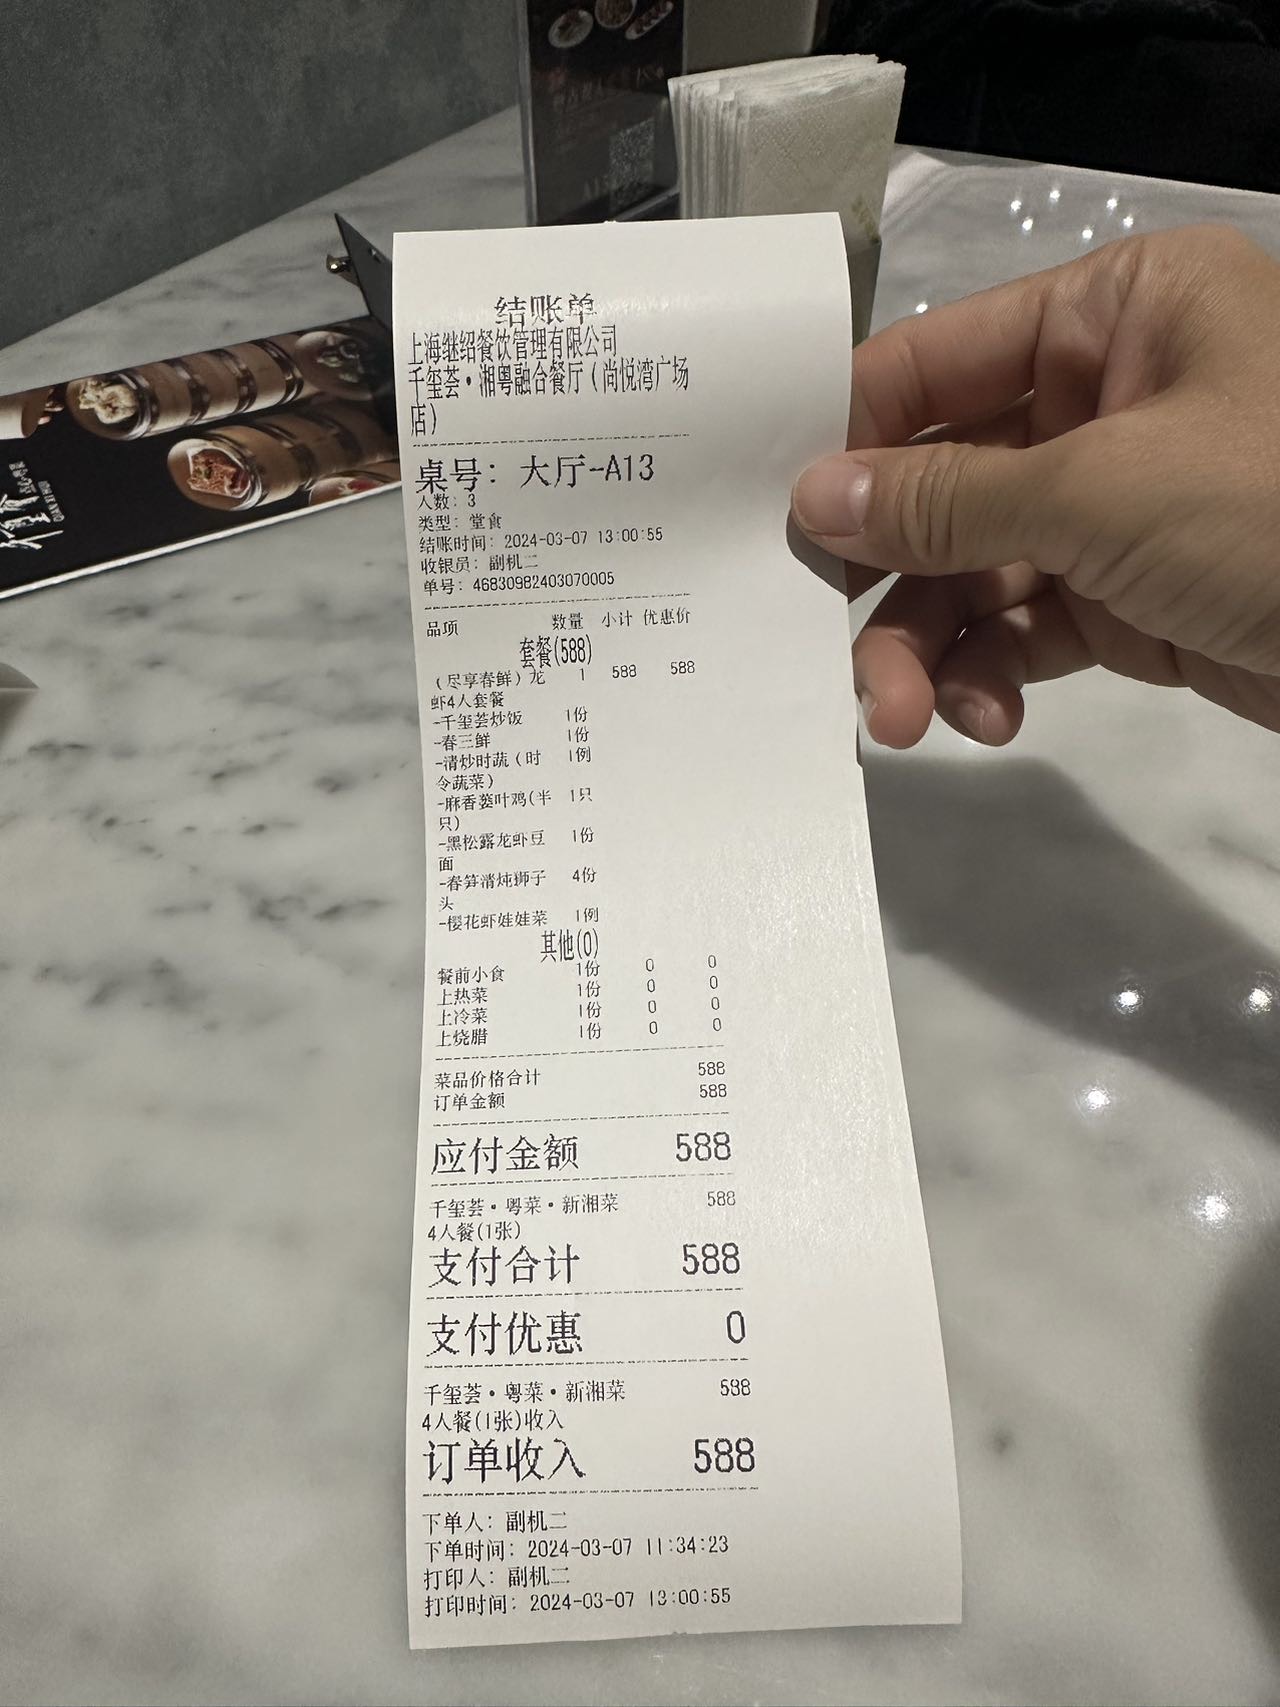 结账单
上海继绍餐饮管理有限公司
千玺荟·湘粤融合餐厅(尚悦湾广场
店)
桌号: 大厅-A13
人数: 3
类型: 堂食
结账时间: 2024-03-07 13:00:55
收银员: 副机二
单号: 46830982403070005
品项 数量 小计 优惠价
套餐(588)
(尽享春鲜)龙 1 588 588
虾4人套餐
-千玺荟炒饭 1份
-春三鲜 1份
-清炒时蔬(时 1例
令蔬菜)
-麻香蒌叶鸡(半 1只
只)
-黑松露龙虾豆 1份
面
-春笋清炖狮子 4份
头
-樱花虾娃娃菜 1例
其他(0)
餐前小食 1份 0 0
上热菜 1份 0 0
上冷菜 1份 0 0
上烧腊 1份 0 0
菜品价格合计 588
订单金额 588
应付金额 588
千玺荟·粤菜·新湘菜 588
4人餐(1张)
支付合计 588
支付优惠 0
千玺荟·粤菜·新湘菜 588
4人餐(1张)收入
订单收入 588
下单人: 副机二
下单时间: 2024-03-07 11:34:23
打印人: 副机二
打印时间: 2024-03-07 13:00:55